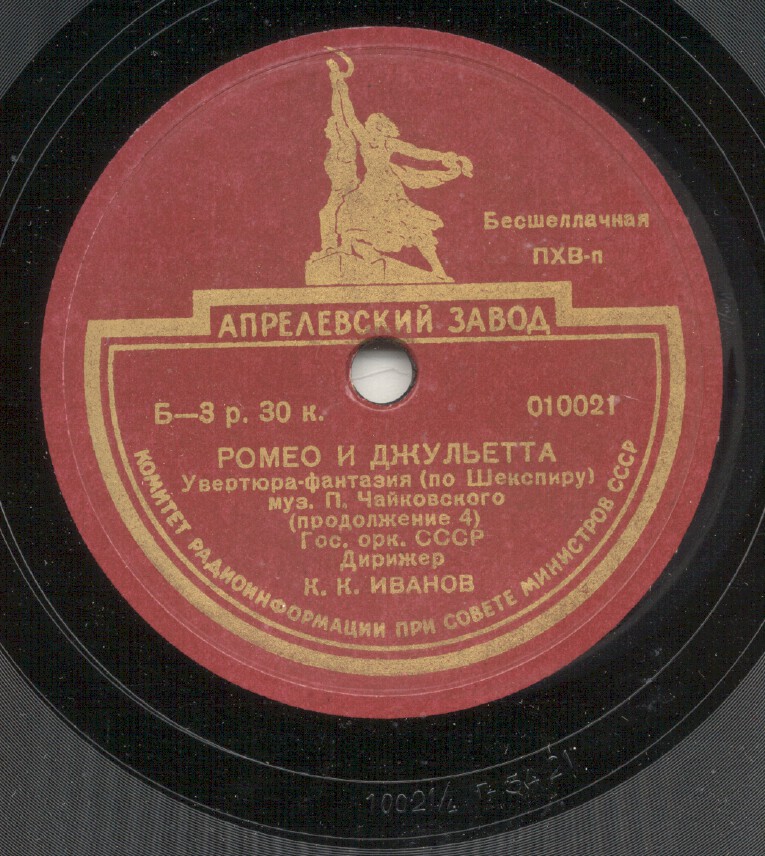 Бесшеллачная
ПХВ-п
АПРЕЛЕВСКИЙ ЗАВОД
Б—3 р. 30 к.
010021
РОМЕО И ДЖУЛЬЕТТА
Увертюра-фантазия (по Шекспиру)
муз. П. Чайковского
(продолжение 4)
Гос. орк. СССР
Дирижер
К. К. ИВАНОВ
КОМИТЕТ РАДИОИНФОРМАЦИИ ПРИ СОВЕТЕ МИНИСТРОВ СССР
10021/